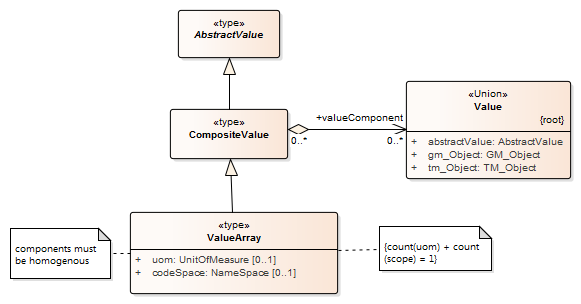 «type»
AbstractValue
«type»
CompositeValue
+valueComponent
0..*
0..*
«Union»
Value
{root}
+ abstractValue: AbstractValue
+ gm_Object: GM_Object
+ tm_Object: TM_Object
«type»
ValueArray
+ uom: UnitOfMeasure [0..1]
+ codeSpace: NameSpace [0..1]
components must
be homogenous
{count(uom) + count
(scope) = 1}